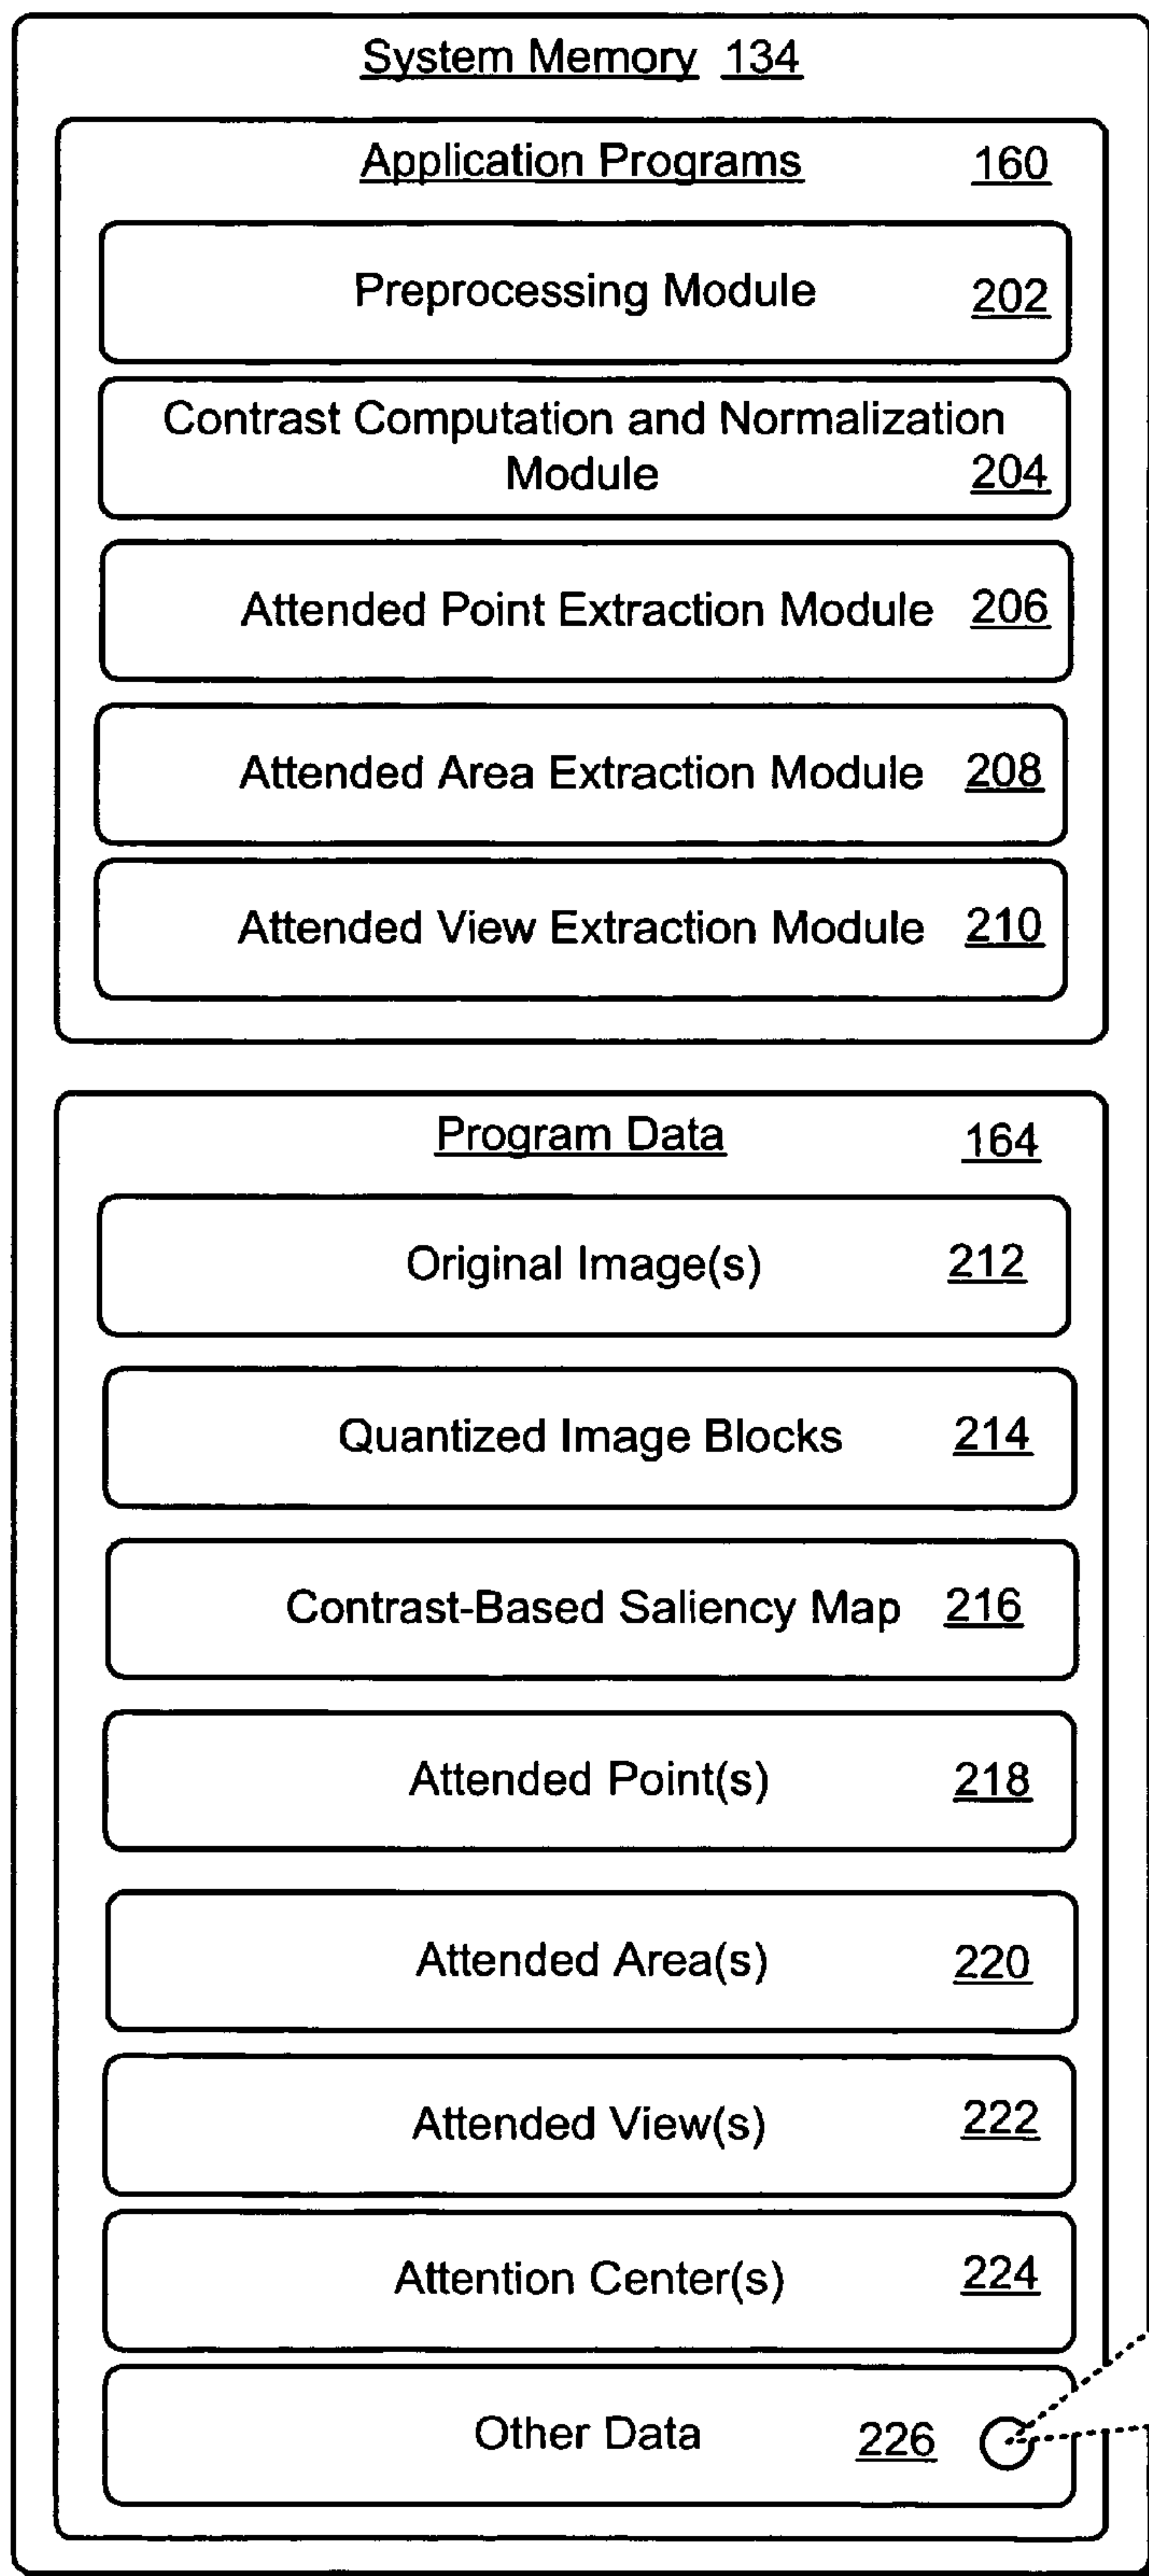 System Memory 134
Application Programs 160
Preprocessing Module 202
Contrast Computation and Normalization
Module 204
Attended Point Extraction Module 206
Attended Area Extraction Module 208
Attended View Extraction Module 210
Program Data 164
Original Image(s) 212
Quantized Image Blocks 214
Contrast-Based Saliency Map 216
Attended Point(s) 218
Attended Area(s) 220
Attended View(s) 222
Attention Center(s) 224
Other Data 226